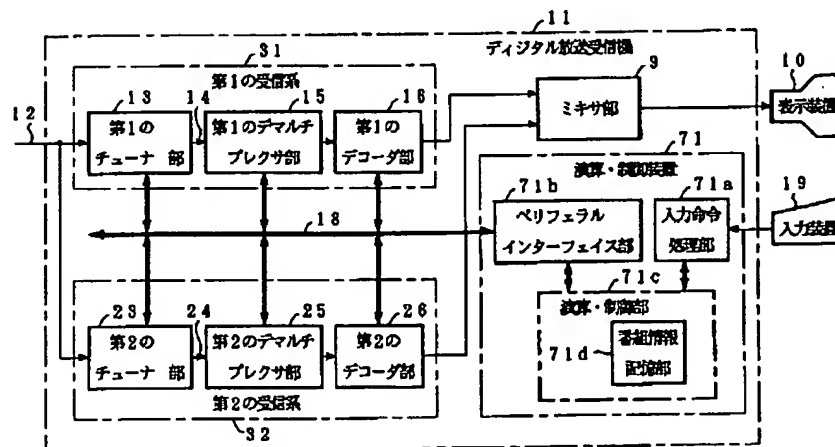 11
ディジタル放送受信機
31
第1の受信系
13
14
15
16
第1の
チューナ 部
第1のデマルチ
プレクサ部
第1の
デコーダ部
12
9
ミキサ部
10
表示装置
71
演算・制御装置
71b
71a
ペリフェラル
インターフェイス部
入力命令
処理部
19
入力装置
18
71c
演算・制御部
71d
番組情報
記憶部
23
24
25
26
第2の
チューナ 部
第2のデマルチ
プレクサ部
第2の
デコーダ部
第2の受信系
32